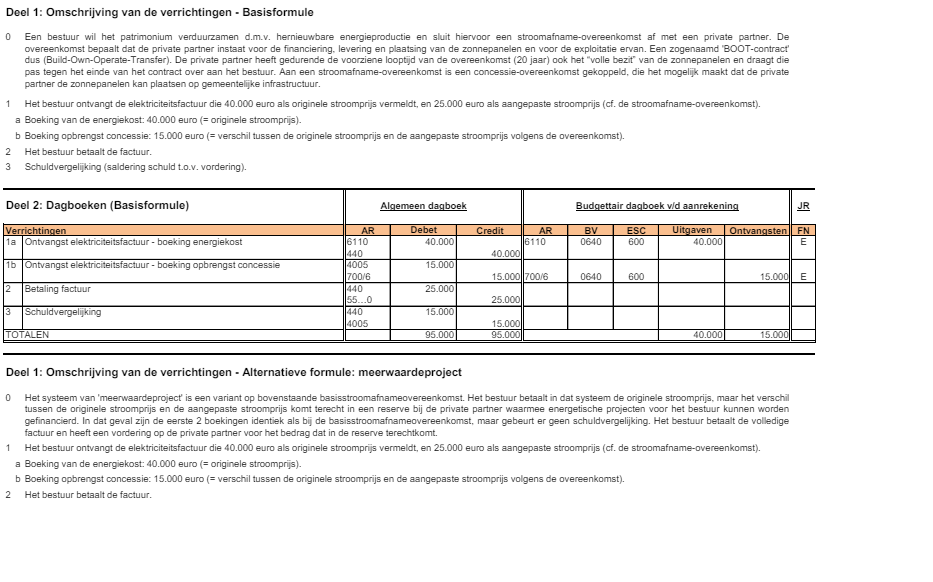 Deel 1: Omschrijving van de verrichtingen - Basisformule
0 Een bestuur wil het patrimonium verduurzamen d.m.v. hernieuwbare energieproductie en sluit hiervoor een stroomafname-overeenkomst af met een private partner. De
overeenkomst bepaalt dat de private partner instaat voor de financiering, levering en plaatsing van de zonnepanelen en voor de exploitatie ervan. Een zogenaamd 'BOOT-contract'
dus (Build-Own-Operate-Transfer). De private partner heeft gedurende de voorziene looptijd van de overeenkomst (20 jaar) ook het "volle bezit" van de zonnepanelen en draagt die
pas tegen het einde van het contract over aan het bestuur. Aan een stroomafname-overeenkomst is een concessie-overeenkomst gekoppeld, die het mogelijk maakt dat de private
partner de zonnepanelen kan plaatsen op gemeentelijke infrastructuur.
1 Het bestuur ontvangt de elektriciteitsfactuur die 40.000 euro als originele stroomprijs vermeldt, en 25.000 euro als aangepaste stroomprijs (cf. de stroomafname-overeenkomst).
a Boeking van de energiekost: 40.000 euro (= originele stroomprijs).
b Boeking opbrengst concessie: 15.000 euro (= verschil tussen de originele stroomprijs en de aangepaste stroomprijs volgens de overeenkomst).
2 Het bestuur betaalt de factuur.
3 Schuldvergelijking (saldering schuld t.o.v. vordering).
Deel 2: Dagboeken (Basisformule) Algemeen dagboek Budgettair dagboek v/d aanrekening JR
Verrichtingen AR Debet Credit AR BV ESC Uitgaven Ontvangsten FN
1a Ontvangst elektriciteitsfactuur - boeking energiekost 6110 40.000 6110 0640 600 40.000 E
440 40.000
1b Ontvangst elektriciteitsfactuur - boeking opbrengst concessie 4005 15.000
700/6 15.000 700/6 0640 600 15.000 E
2 Betaling factuur 440 25.000
55...0 25.000
3 Schuldvergelijking 440 15.000
4005 15.000
TOTALEN 95.000 95.000 40.000 15.000
Deel 1: Omschrijving van de verrichtingen - Alternatieve formule: meerwaardeproject
0 Het systeem van 'meerwaardeproject' is een variant op bovenstaande basisstroomafnameovereenkomst. Het bestuur betaalt in dat systeem de originele stroomprijs, maar het verschil
tussen de originele stroomprijs en de aangepaste stroomprijs komt terecht in een reserve bij de private partner waarmee energetische projecten voor het bestuur kunnen worden
gefinancierd. In dat geval zijn de eerste 2 boekingen identiek als bij de basisstroomafnameovereenkomst, maar gebeurt er geen schuldvergelijking. Het bestuur betaalt de volledige
factuur en heeft een vordering op de private partner voor het bedrag dat in de reserve terechtkomt.
1 Het bestuur ontvangt de elektriciteitsfactuur die 40.000 euro als originele stroomprijs vermeldt, en 25.000 euro als aangepaste stroomprijs (cf. de stroomafname-overeenkomst).
a Boeking van de energiekost: 40.000 euro (= originele stroomprijs).
b Boeking opbrengst concessie: 15.000 euro (= verschil tussen de originele stroomprijs en de aangepaste stroomprijs volgens de overeenkomst).
2 Het bestuur betaalt de factuur.